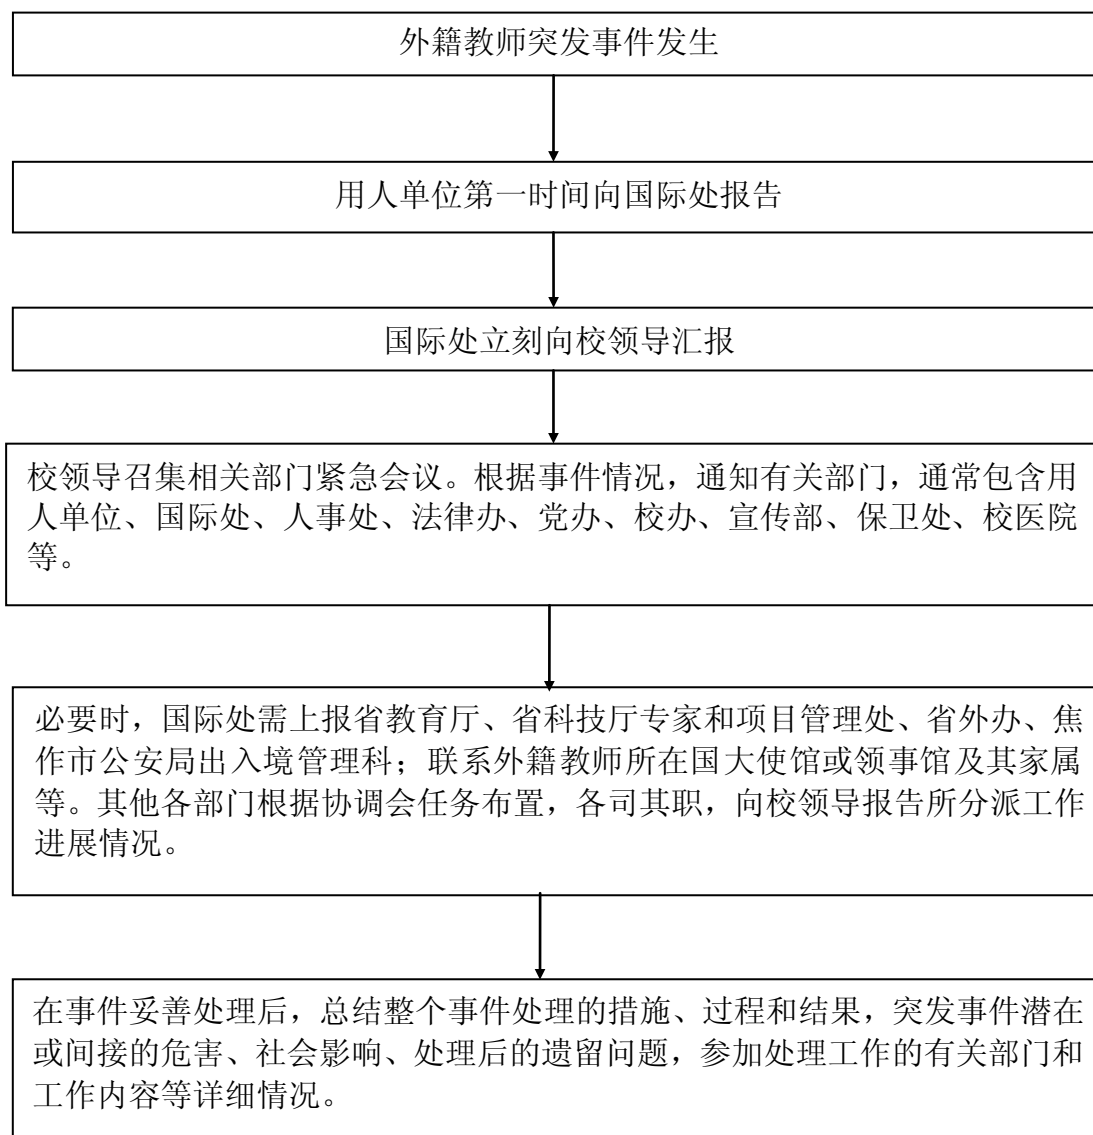 外籍教师突发事件发生
用人单位第一时间向国际处报告
国际处立刻向校领导汇报
校领导召集相关部门紧急会议。根据事件情况，通知有关部门，通常包含用
人单位、国际处、人事处、法律办、党办、校办、宣传部、保卫处、校医院
等。
必要时，国际处需上报省教育厅、省科技厅专家和项目管理处、省外办、焦
作市公安局出入境管理科；联系外籍教师所在国大使馆或领事馆及其家属
等。其他各部门根据协调会任务布置，各司其职，向校领导报告所分派工作
进展情况。
在事件妥善处理后，总结整个事件处理的措施、过程和结果，突发事件潜在
或间接的危害、社会影响、处理后的遗留问题，参加处理工作的有关部门和
工作内容等详细情况。